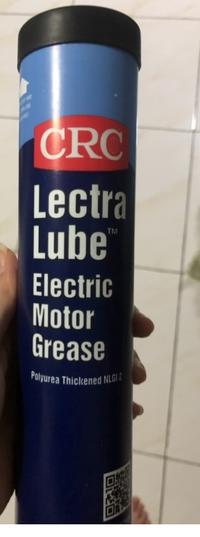 CRC
Lectra
Lube™
Electric
Motor
Grease
Polyurea Thickened NLGI 2